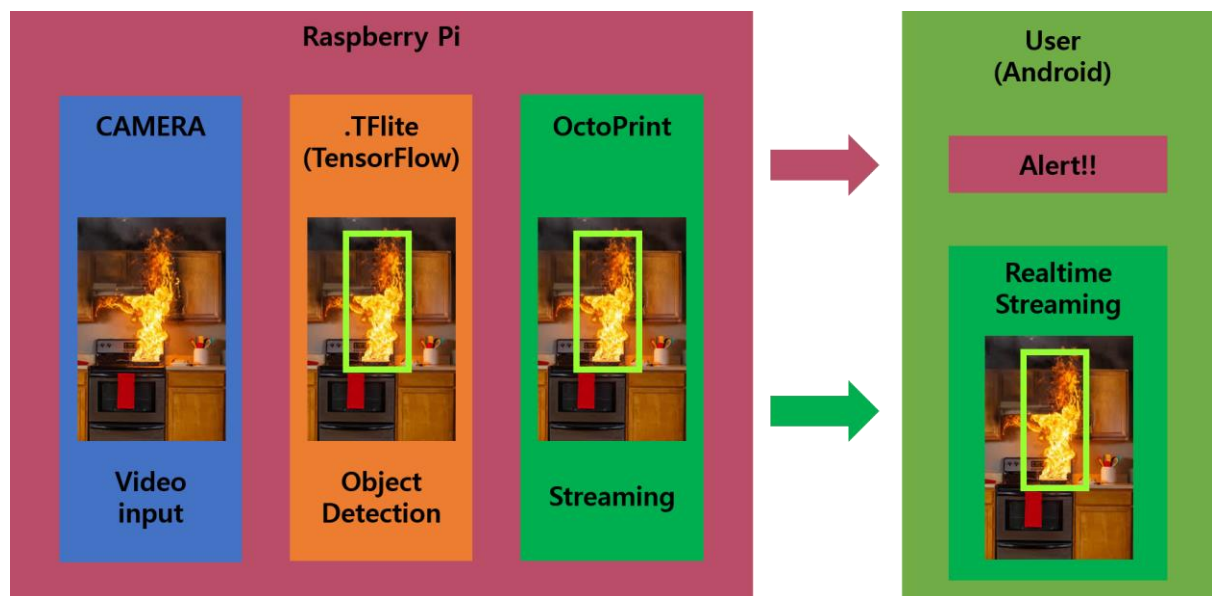 Raspberry Pi
CAMERA
Video
input
.TFlite
(TensorFlow)
Object
Detection
OctoPrint
Streaming
User
(Android)
Alert!!
Realtime
Streaming